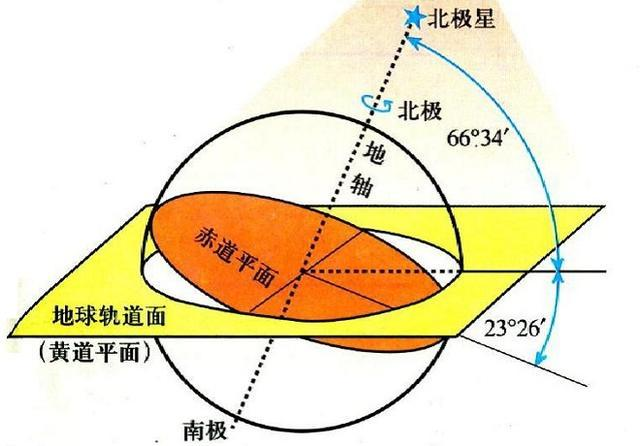 北极星
北极
66°34′
地轴
赤道平面
地球轨道面
(黄道平面)
23°26′
南极